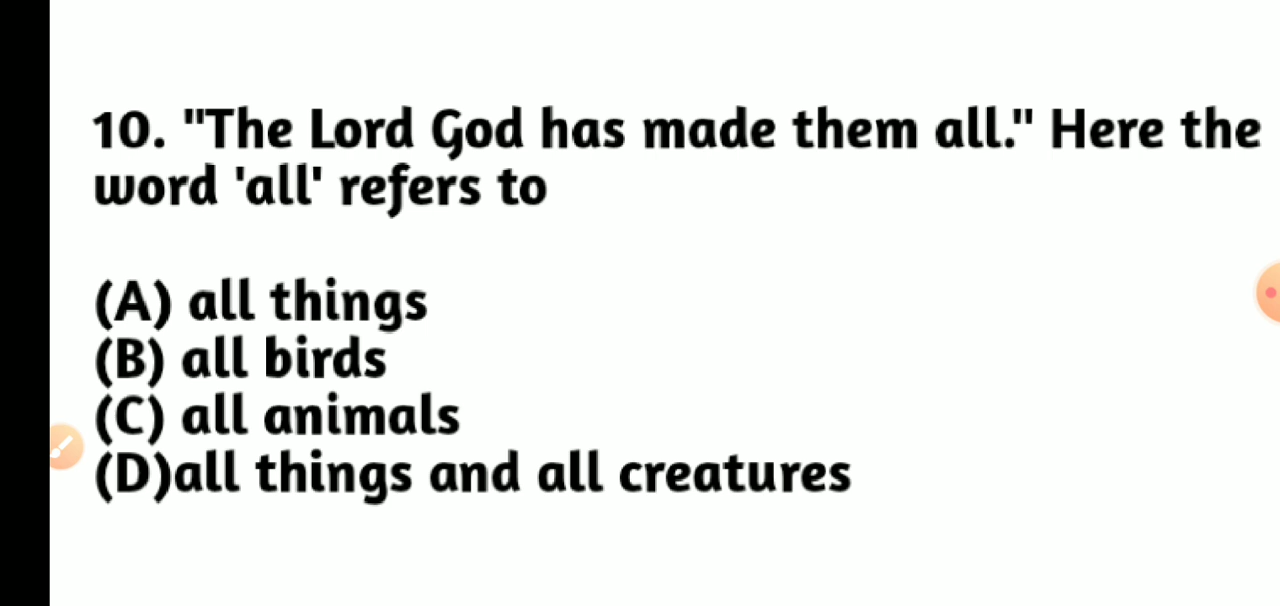 10. "The Lord God has made them all." Here the
word 'all' refers to
(A) all things
(B) all birds
(C) all animals
(D)all things and all creatures